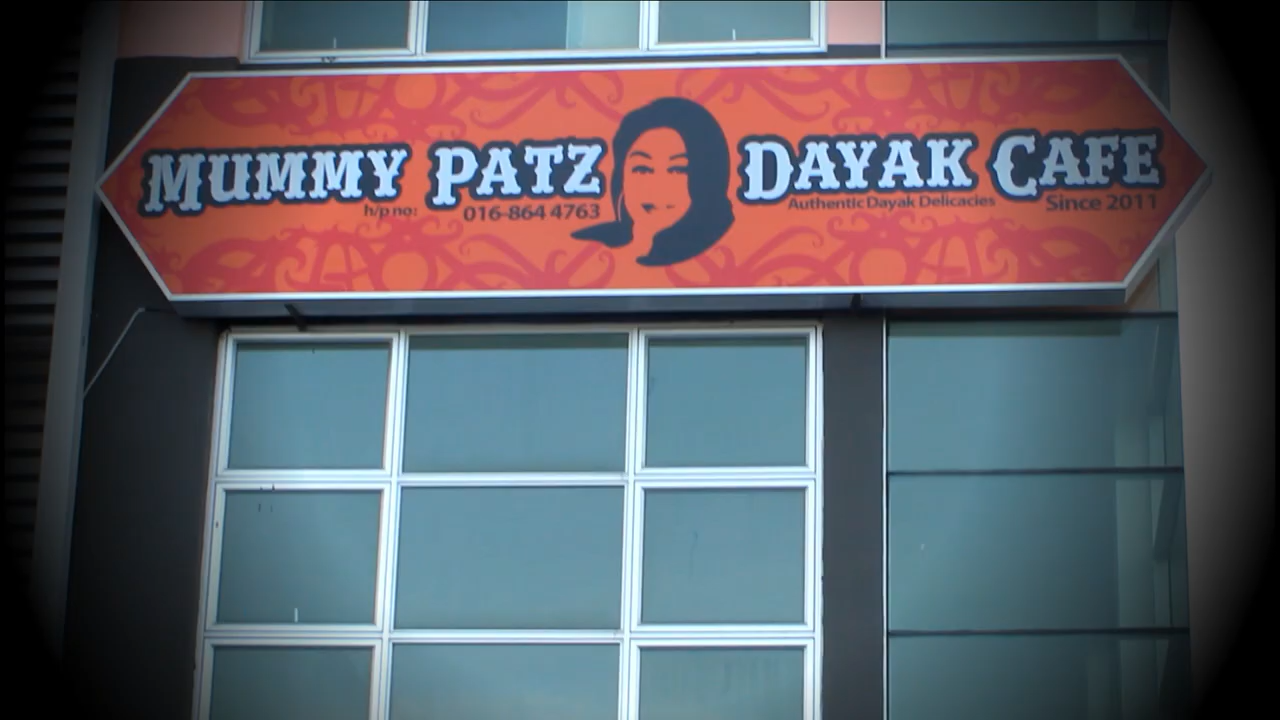 MUMMY PATZ DAYAK CAFE
h/p no: 016-864 4763 Authentic Dayak Delicacies Since 2011